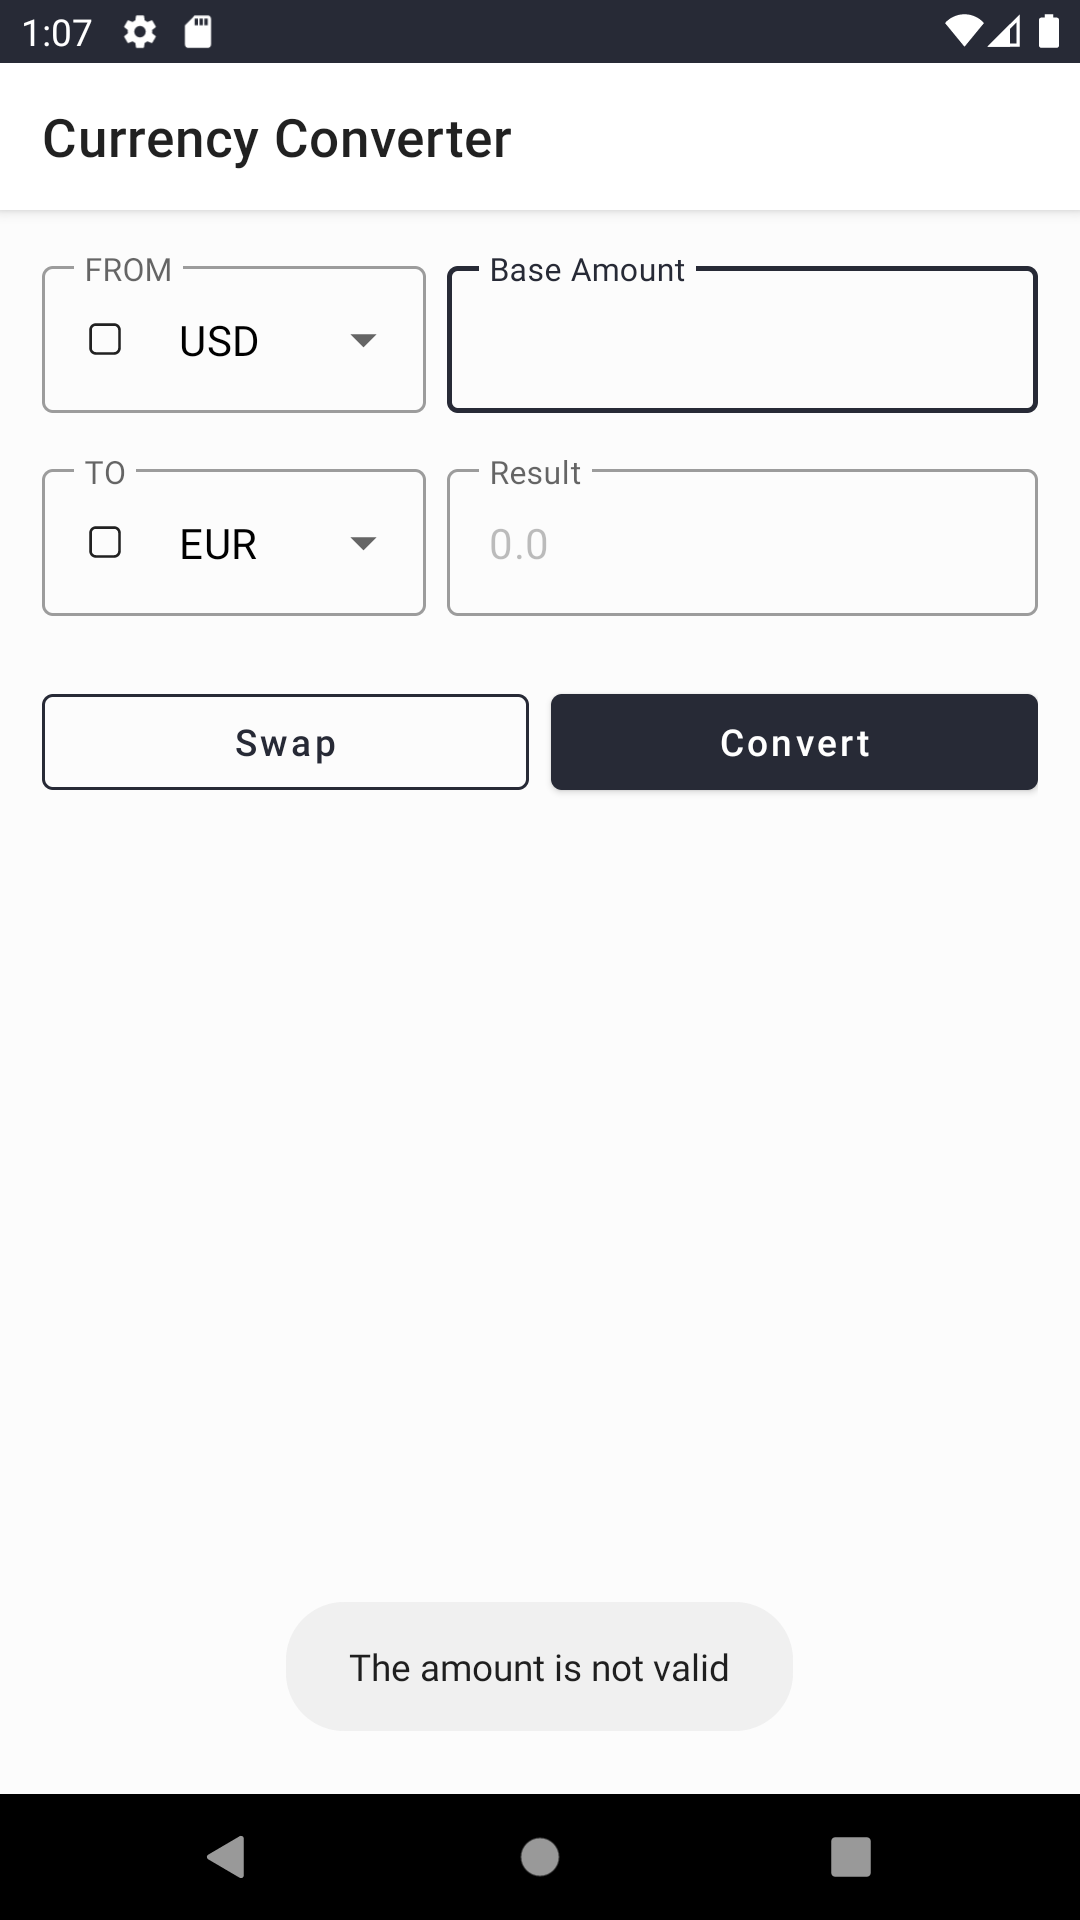 1:07
Currency Converter
FROM
USD
Base Amount
TO
EUR
Result
0.0
Swap
Convert
The amount is not valid